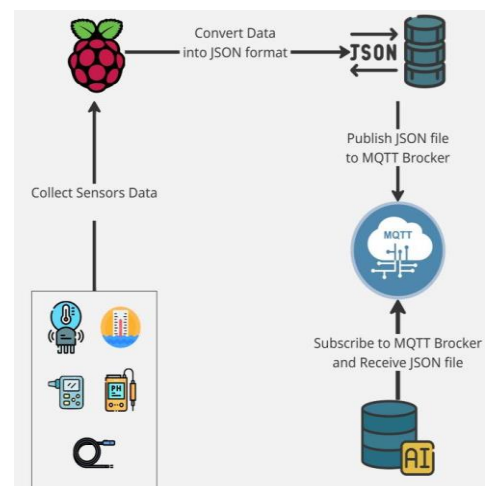 Convert Data
into JSON format
JSON
Publish JSON file
to MQTT Brocker
Collect Sensors Data
MQTT
Subscribe to MQTT Brocker
and Receive JSON file
PH
AI